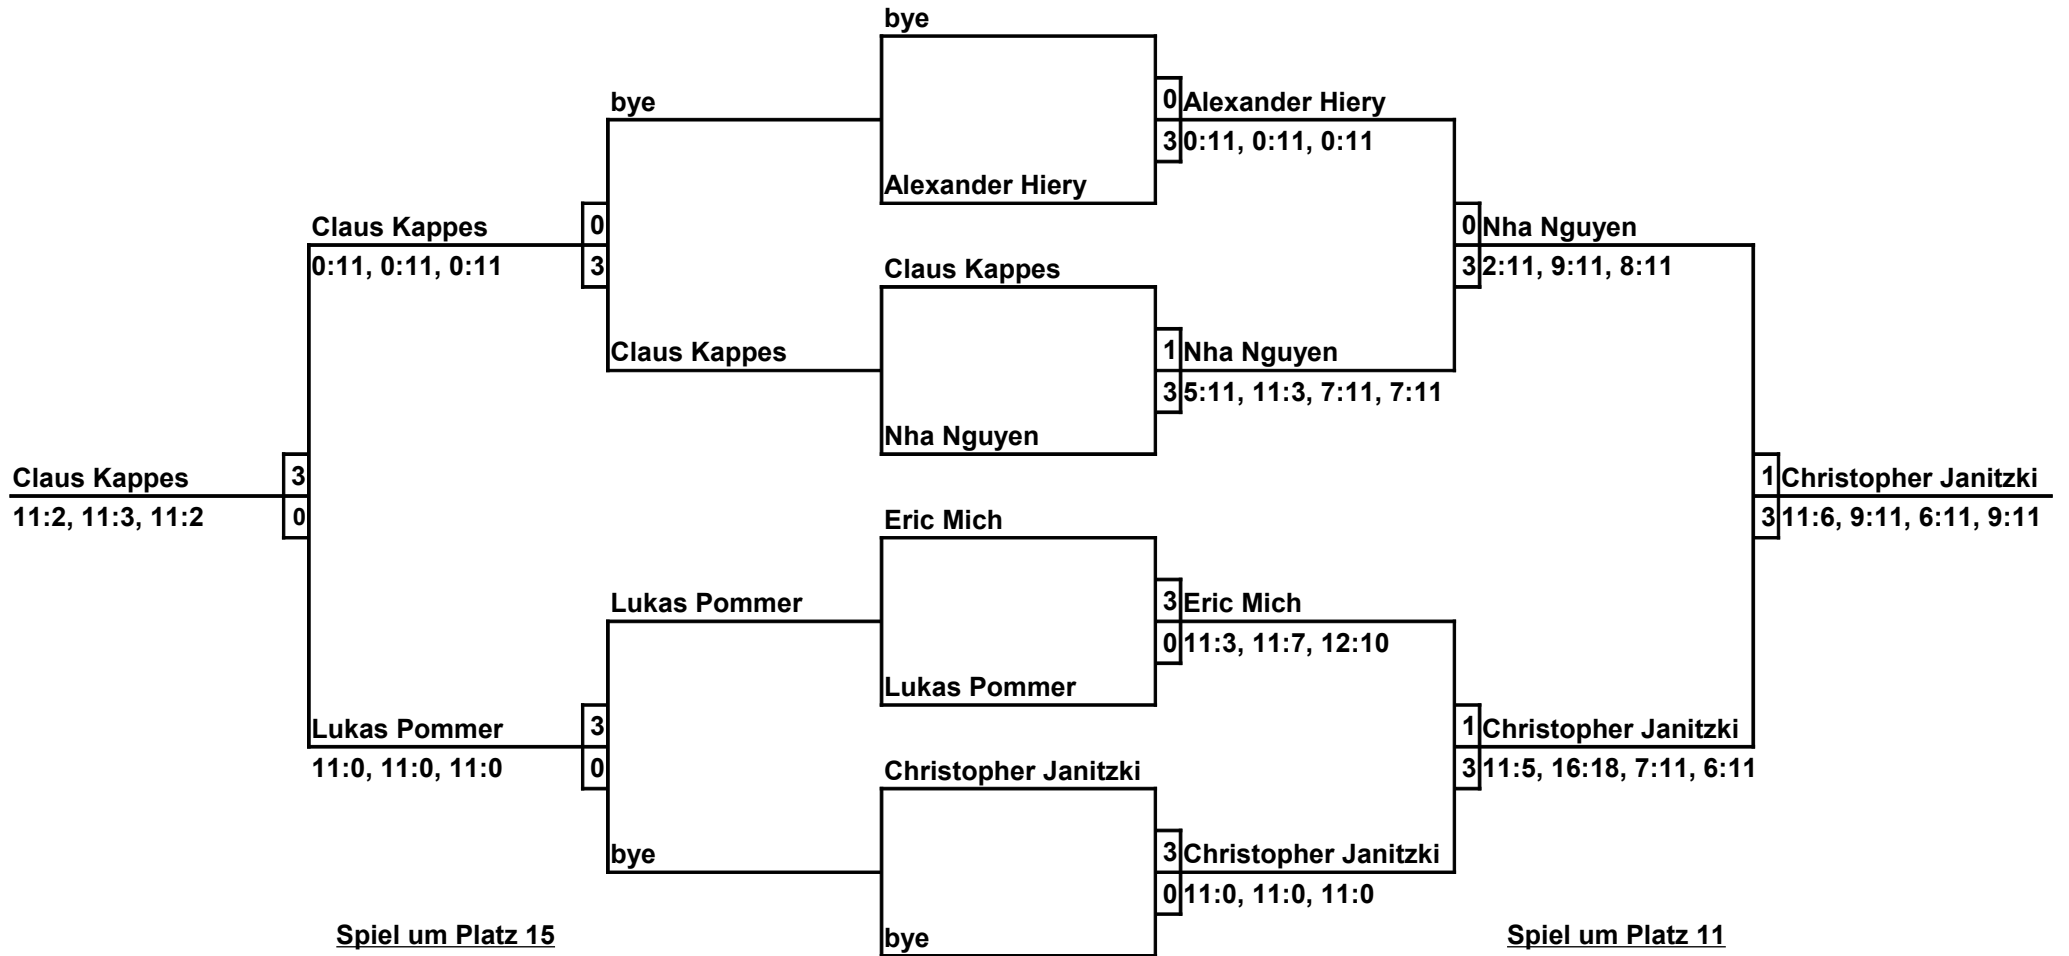 bye
bye
0 Alexander Hiery
3 0:11, 0:11, 0:11
Alexander Hiery
Claus Kappes 0
0:11, 0:11, 0:11 3
0 Nha Nguyen
3 2:11, 9:11, 8:11
Claus Kappes
Claus Kappes
1 Nha Nguyen
3 5:11, 11:3, 7:11, 7:11
Nha Nguyen
Claus Kappes 3
11:2, 11:3, 11:2 0
1 Christopher Janitzki
3 11:6, 9:11, 6:11, 9:11
Eric Mich
Lukas Pommer
3 Eric Mich
0 11:3, 11:7, 12:10
Lukas Pommer
Lukas Pommer 3
11:0, 11:0, 11:0 0
1 Christopher Janitzki
3 11:5, 16:18, 7:11, 6:11
Christopher Janitzki
bye
3 Christopher Janitzki
0 11:0, 11:0, 11:0
bye
Spiel um Platz 15
Spiel um Platz 11